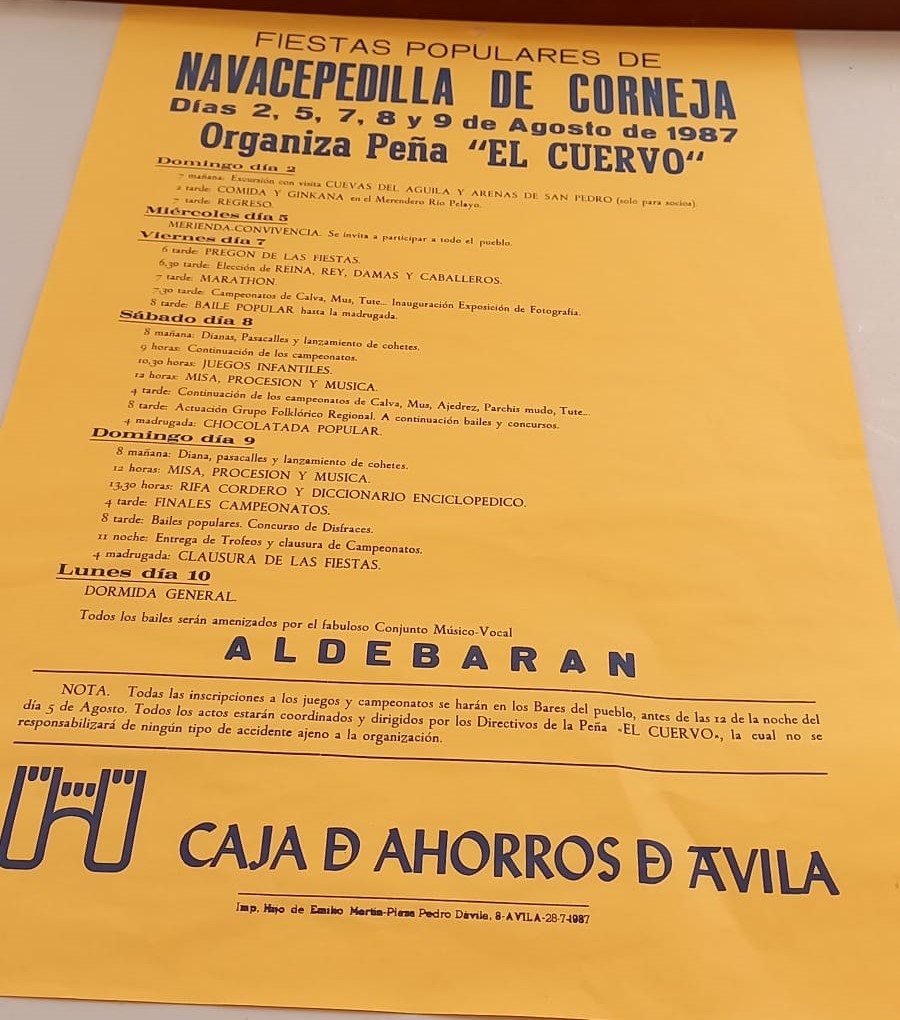 FIESTAS POPULARES DE
NAVACEPEDILLA DE CORNEJA
Días 2, 5, 7, 8 y 9 de Agosto de 1987
Organiza Peña "EL CUERVO"
Domingo día 2
7 mañana: Excursión con visita CUEVAS DEL AGUILA Y ARENAS DE SAN PEDRO (solo para socios).
2 tarde: COMIDA Y GINKANA en el Merendero Río Pelayo.
7 tarde: REGRESO.
Miércoles día 5
MERIENDA-CONVIVENCIA. Se invita a participar a todo el pueblo.
Viernes día 7
6 tarde: PREGON DE LAS FIESTAS.
6,30 tarde: Elección de REINA, REY, DAMAS Y CABALLEROS.
7 tarde: MARATHON.
7,30 tarde: Campeonatos de Calva, Mus, Tute... Inauguración Exposición de Fotografía.
8 tarde: BAILE POPULAR hasta la madrugada.
Sábado día 8
8 mañana: Dianas, Pasacalles y lanzamiento de cohetes.
9 horas: Continuación de los campeonatos.
10,30 horas: JUEGOS INFANTILES.
12 horas: MISA, PROCESION Y MUSICA.
4 tarde: Continuación de los campeonatos de Calva, Mus, Ajedrez, Parchis mudo, Tute...
8 tarde: Actuación Grupo Folklórico Regional. A continuación bailes y concursos.
4 madrugada: CHOCOLATADA POPULAR.
Domingo día 9
8 mañana: Diana, pasacalles y lanzamiento de cohetes.
12 horas: MISA, PROCESION Y MUSICA.
13,30 horas: RIFA CORDERO Y DICCIONARIO ENCICLOPEDICO.
4 tarde: FINALES CAMPEONATOS.
8 tarde: Bailes populares. Concurso de Disfraces.
11 noche: Entrega de Trofeos y clausura de Campeonatos.
4 madrugada: CLAUSURA DE LAS FIESTAS.
Lunes día 10
DORMIDA GENERAL.
Todos los bailes serán amenizados por el fabuloso Conjunto Músico-Vocal
ALDEBARAN
NOTA. Todas las inscripciones a los juegos y campeonatos se harán en los Bares del pueblo, antes de las 12 de la noche del
día 5 de Agosto. Todos los actos estarán coordinados y dirigidos por los Directivos de la Peña «EL CUERVO», la cual no se
responsabilizará de ningún tipo de accidente ajeno a la organización.
CAJA D AHORROS D AVILA
Imp. Hijo de Emilio Martín-Plaza Pedro Dávila, 8-AVILA-28-7-1987